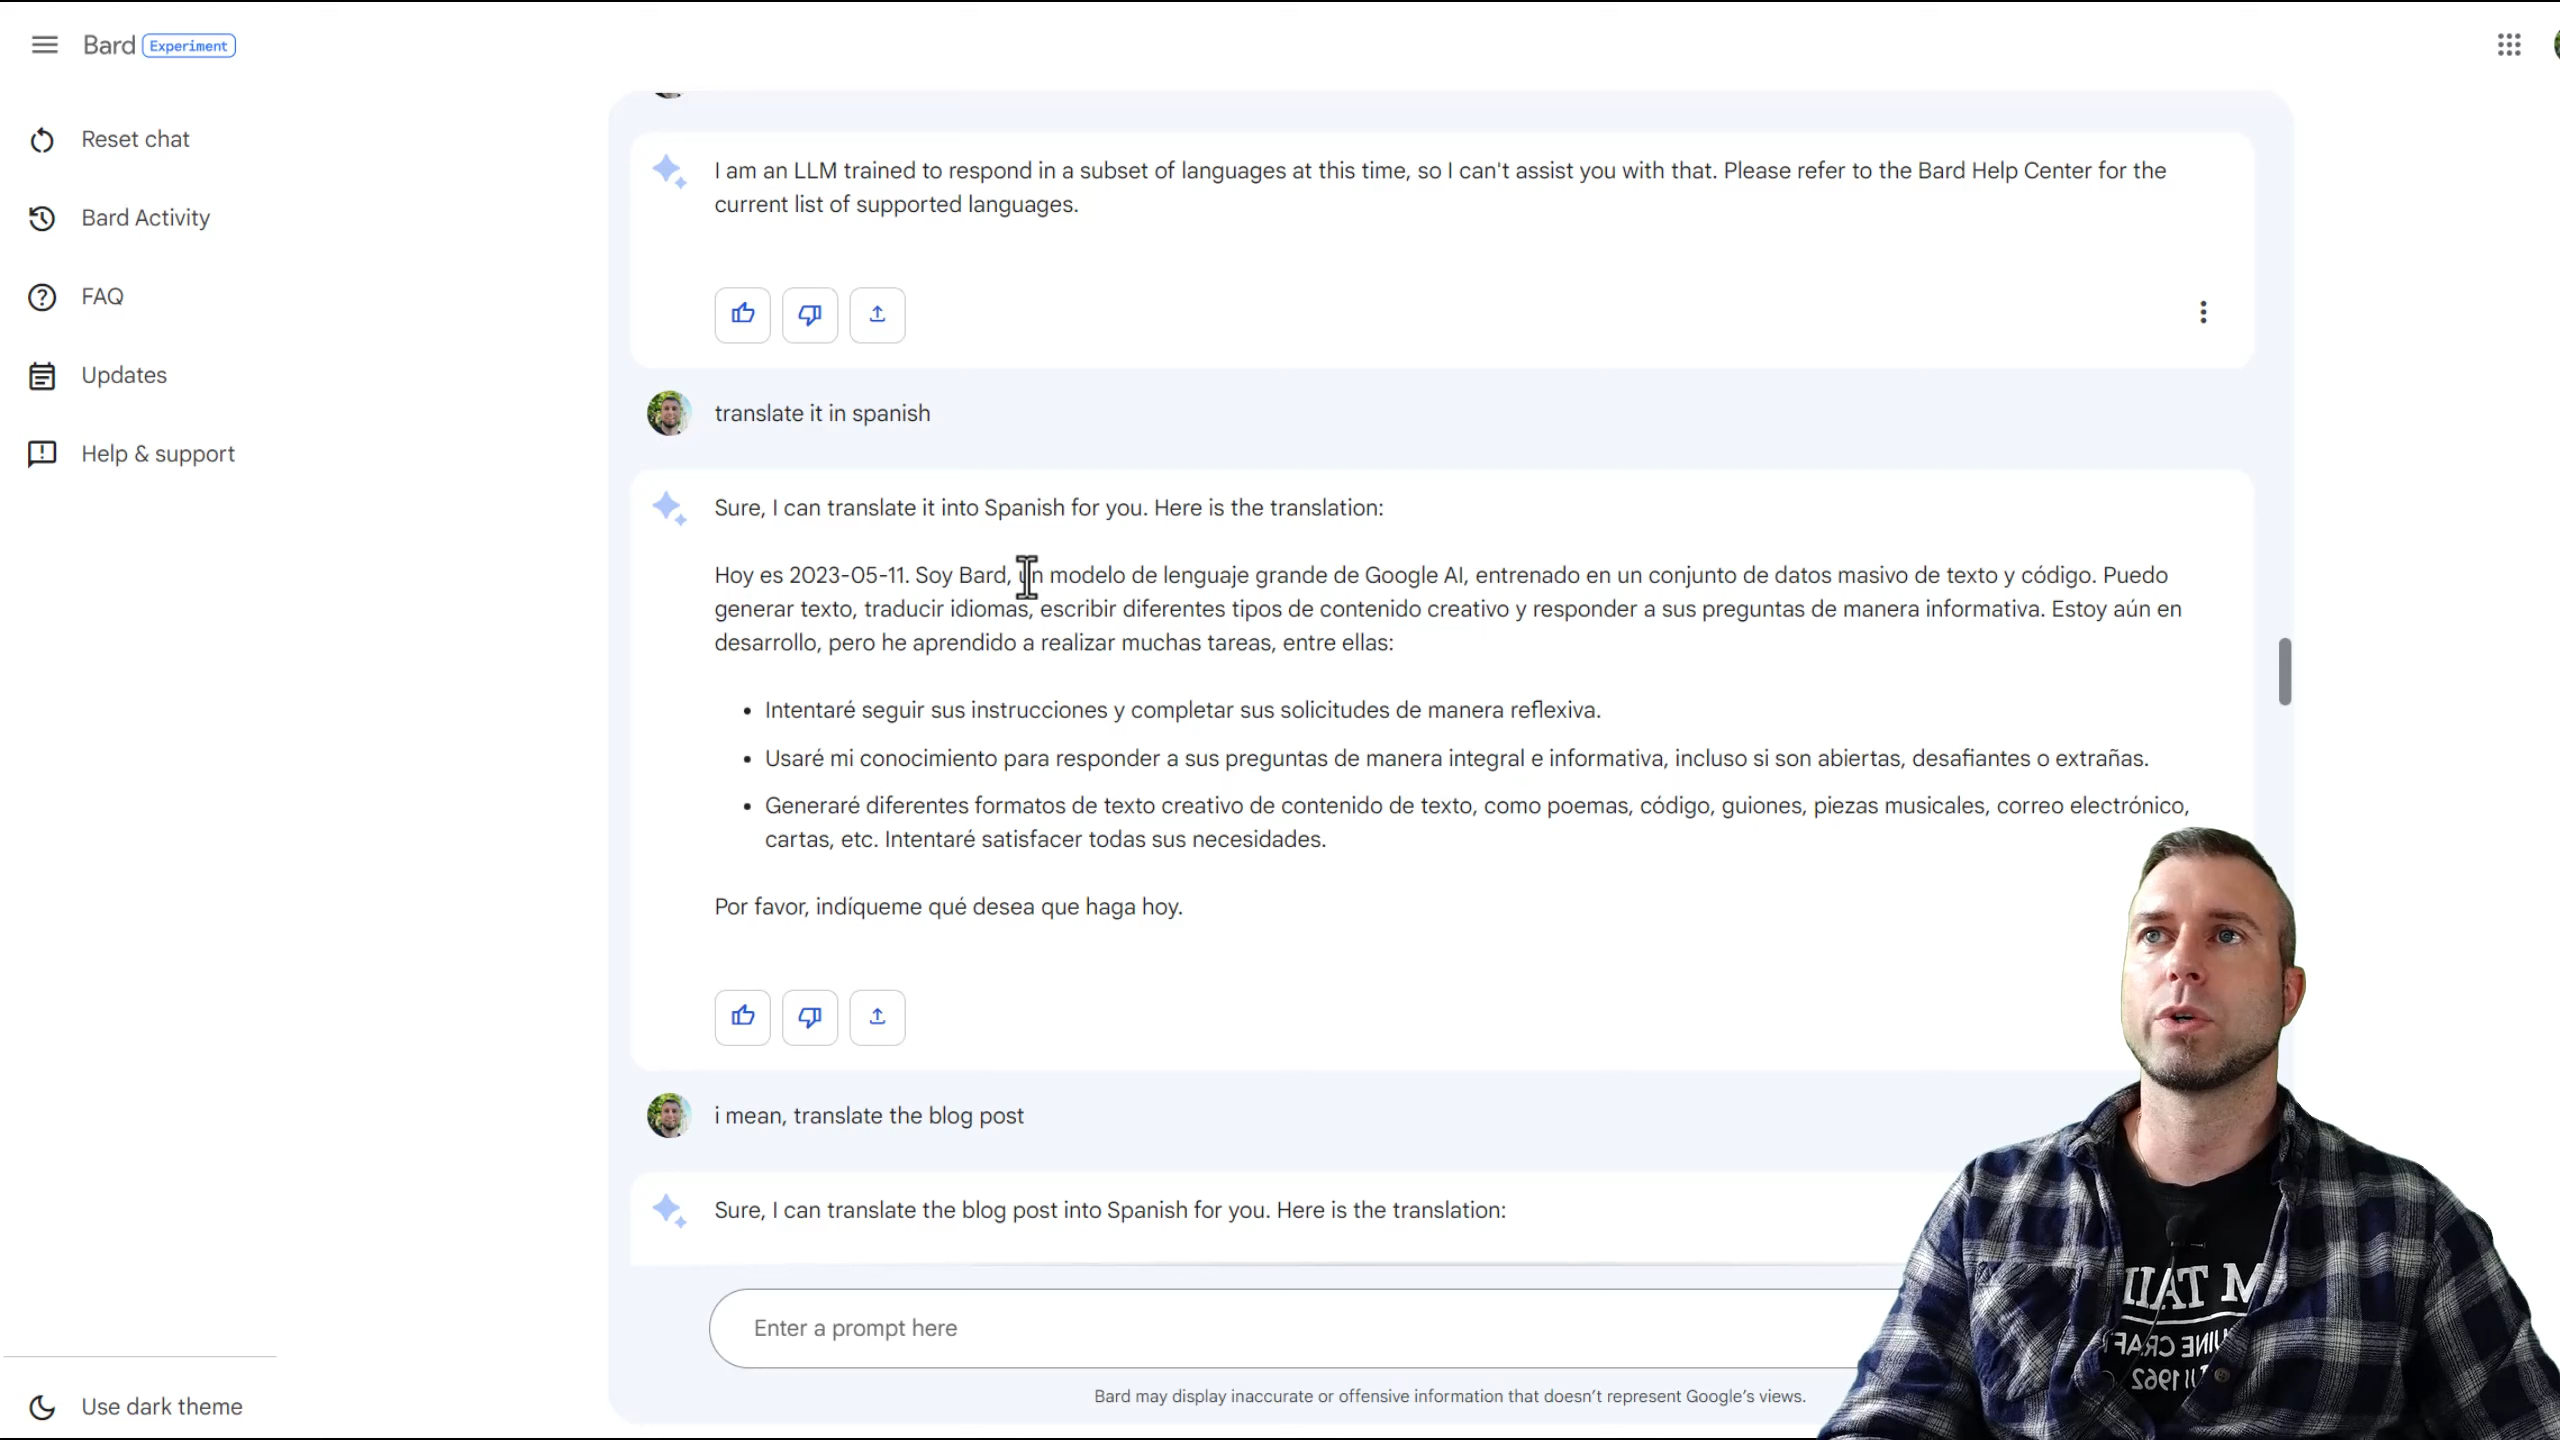 Bard Experiment
Reset chat
Bard Activity
FAQ
Updates
Help & support
I am an LLM trained to respond in a subset of languages at this time, so I can't assist you with that. Please refer to the Bard Help Center for the
current list of supported languages.
translate it in spanish
Sure, I can translate it into Spanish for you. Here is the translation:
Hoy es 2023-05-11. Soy Bard, un modelo de lenguaje grande de Google AI, entrenado en un conjunto de datos masivo de texto y código. Puedo
generar texto, traducir idiomas, escribir diferentes tipos de contenido creativo y responder a sus preguntas de manera informativa. Estoy aún en
desarrollo, pero he aprendido a realizar muchas tareas, entre ellas:
• Intentaré seguir sus instrucciones y completar sus solicitudes de manera reflexiva.
• Usaré mi conocimiento para responder a sus preguntas de manera integral e informativa, incluso si son abiertas, desafiantes o extrañas.
• Generaré diferentes formatos de texto creativo de contenido de texto, como poemas, código, guiones, piezas musicales, correo electrónico,
cartas, etc. Intentaré satisfacer todas sus necesidades.
Por favor, indíqueme qué desea que haga hoy.
i mean, translate the blog post
Sure, I can translate the blog post into Spanish for you. Here is the translation:
Enter a prompt here
Bard may display inaccurate or offensive information that doesn't represent Google's views.
Use dark theme